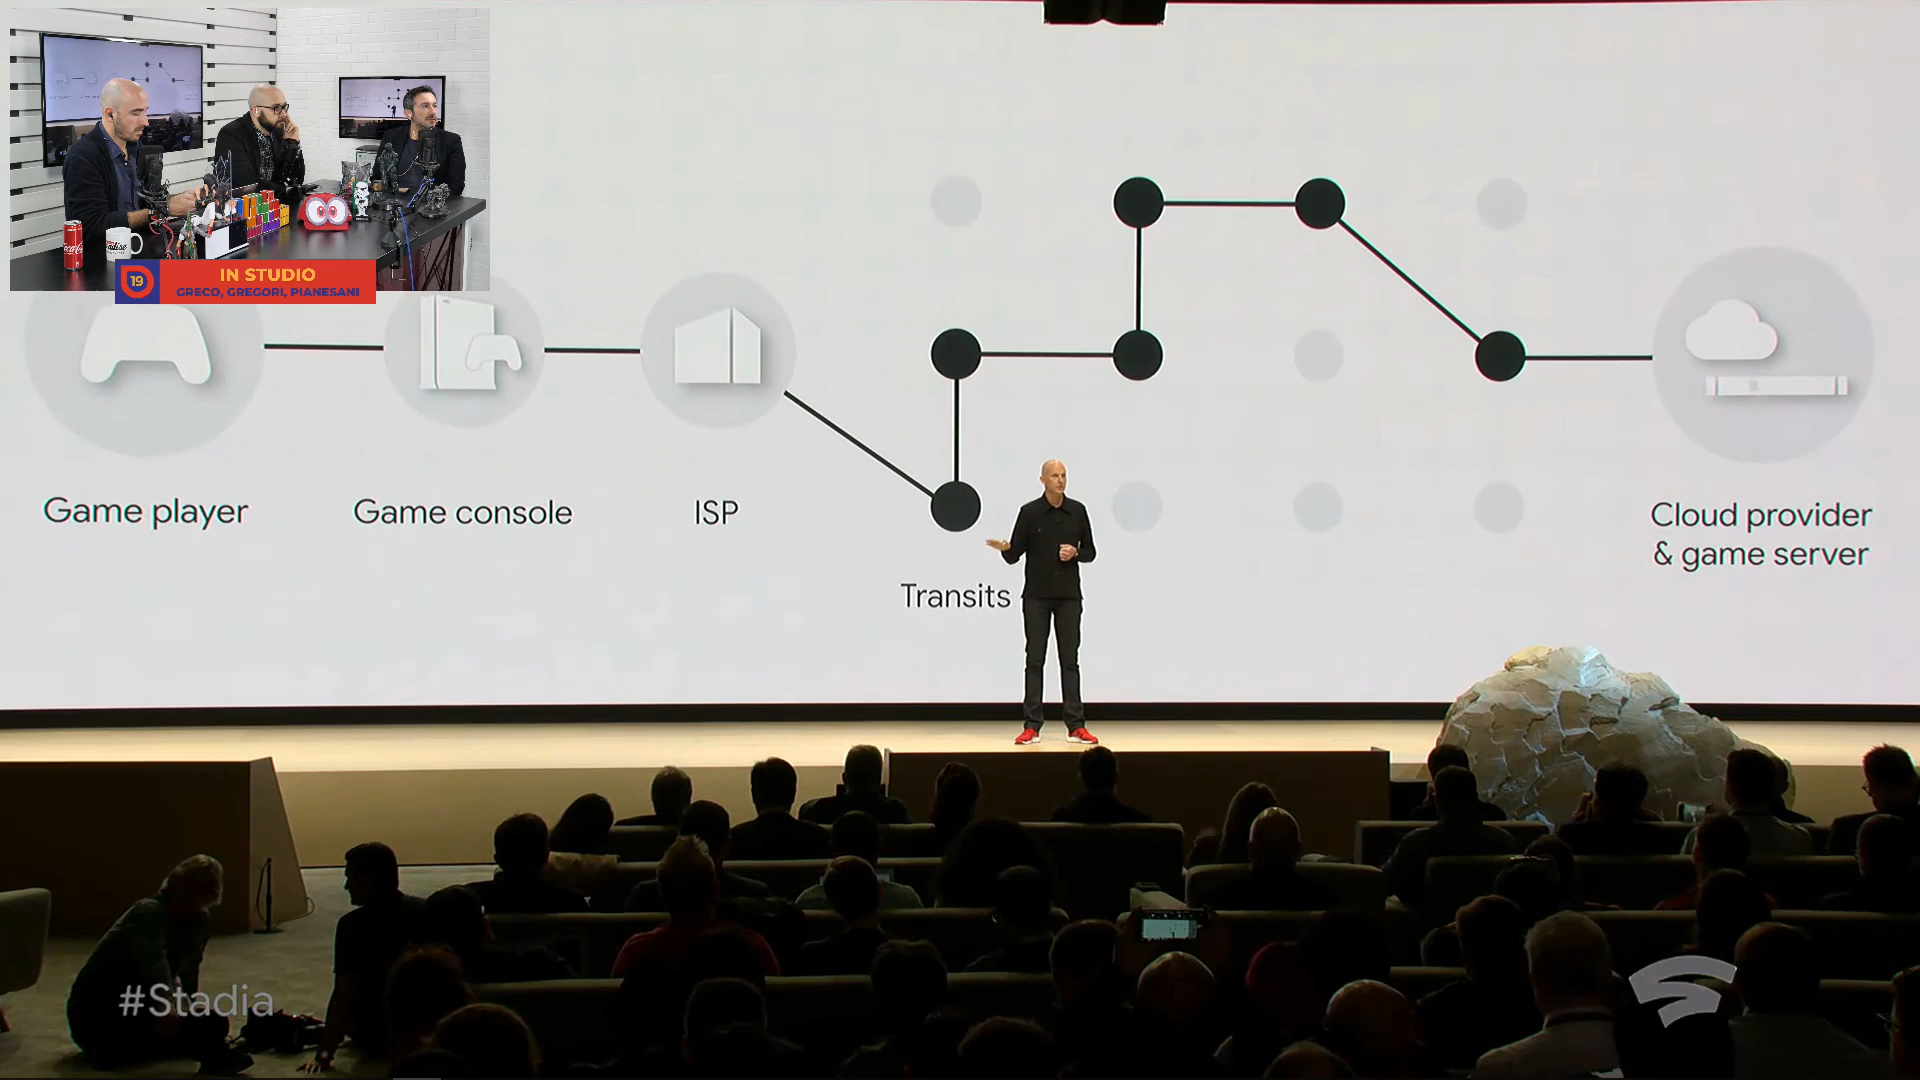 19
IN STUDIO
GRECO, GREGORI, PIANESANI
Game player
Game console
ISP
Transits
Cloud provider
& game server
#Stadia